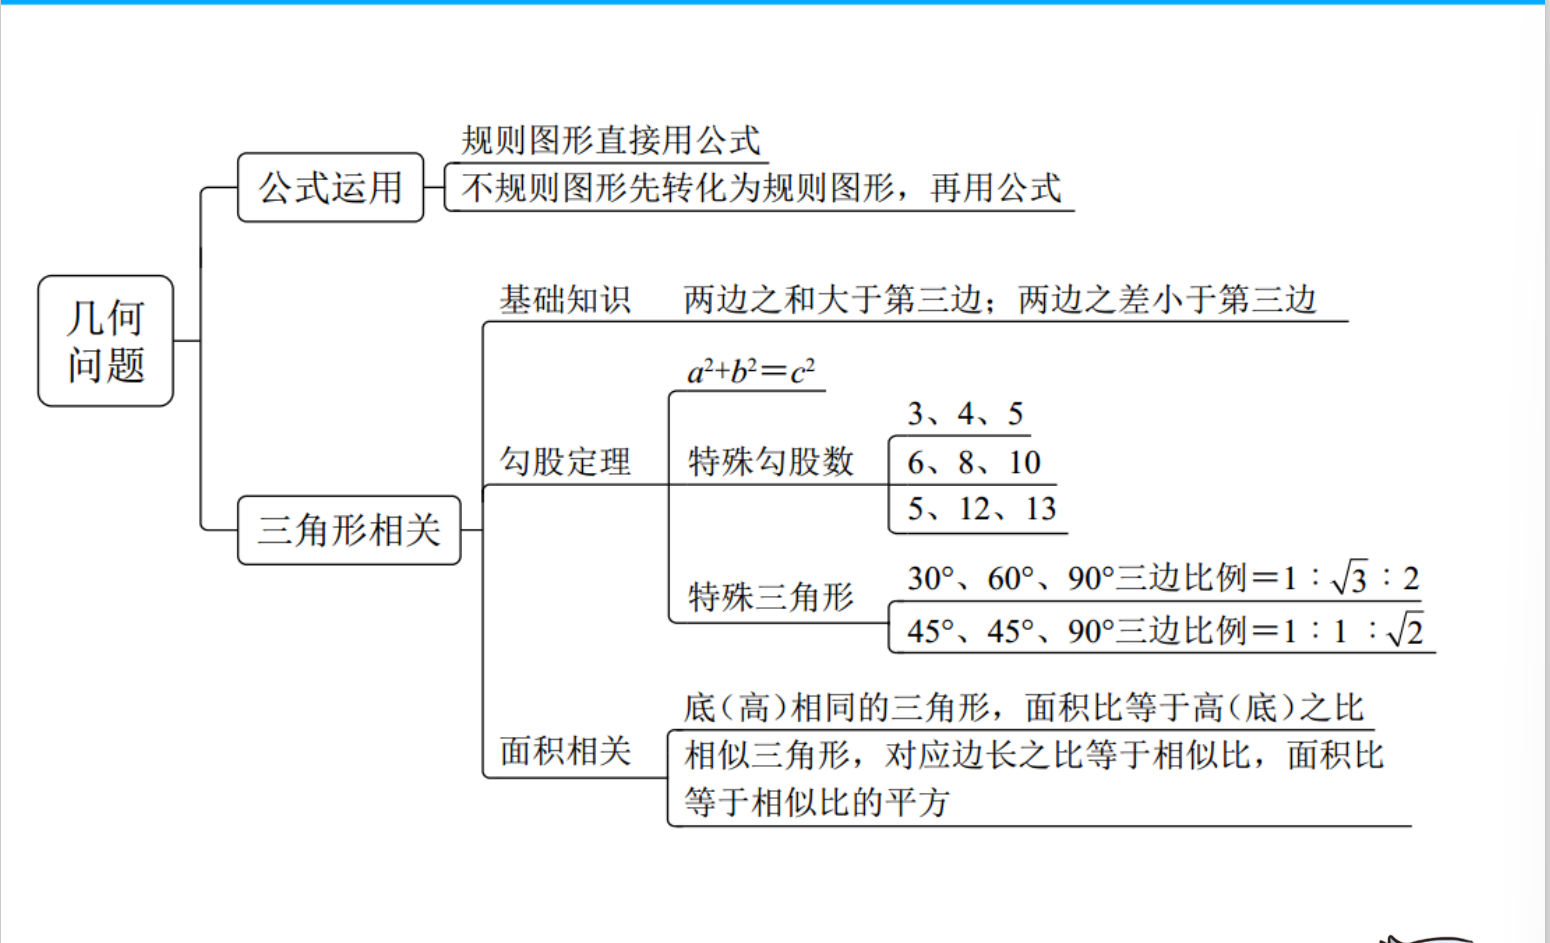 规则图形直接用公式
公式运用
不规则图形先转化为规则图形，再用公式
几何
问题
基础知识 两边之和大于第三边；两边之差小于第三边
a²+b²＝c²
3、4、5
勾股定理 特殊勾股数 6、8、10
5、12、13
三角形相关
30°、60°、90°三边比例＝1∶√3∶2
特殊三角形
45°、45°、90°三边比例＝1∶1∶√2
底（高）相同的三角形，面积比等于高（底）之比
面积相关
相似三角形，对应边长之比等于相似比，面积比
等于相似比的平方